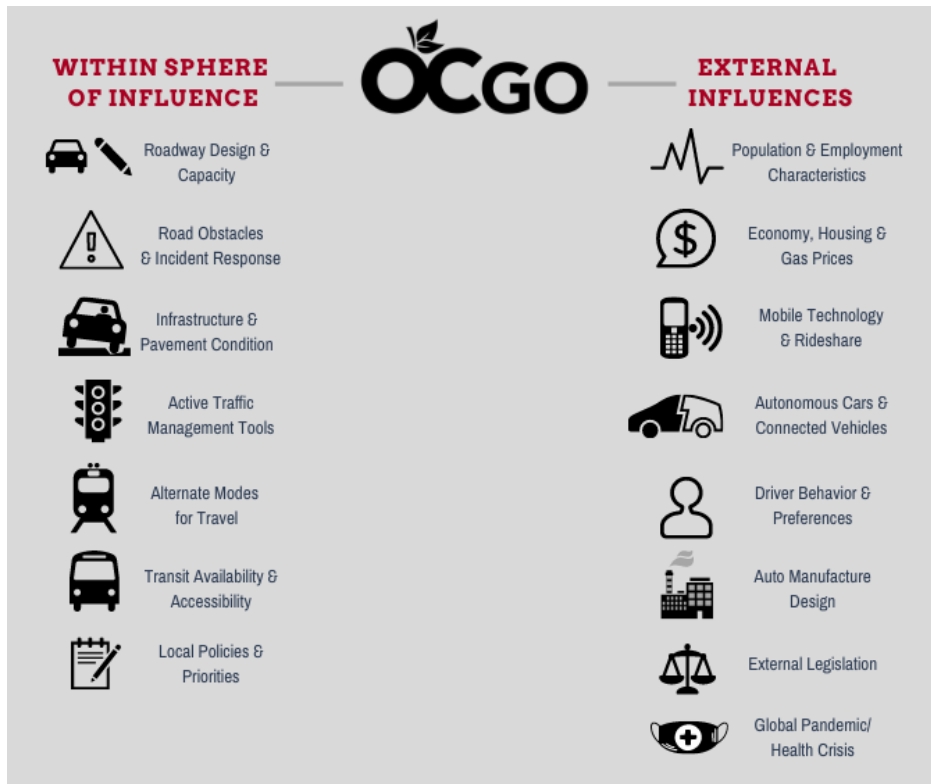 WITHIN SPHERE
OF INFLUENCE
OCGO
EXTERNAL
INFLUENCES
Roadway Design &
Capacity
Road Obstacles
& Incident Response
Infrastructure &
Pavement Condition
Active Traffic
Management Tools
Alternate Modes
for Travel
Transit Availability &
Accessibility
Local Policies &
Priorities
Population & Employment
Characteristics
$
Economy, Housing &
Gas Prices
Mobile Technology
& Rideshare
Autonomous Cars &
Connected Vehicles
Driver Behavior &
Preferences
Auto Manufacture
Design
External Legislation
Global Pandemic/
Health Crisis